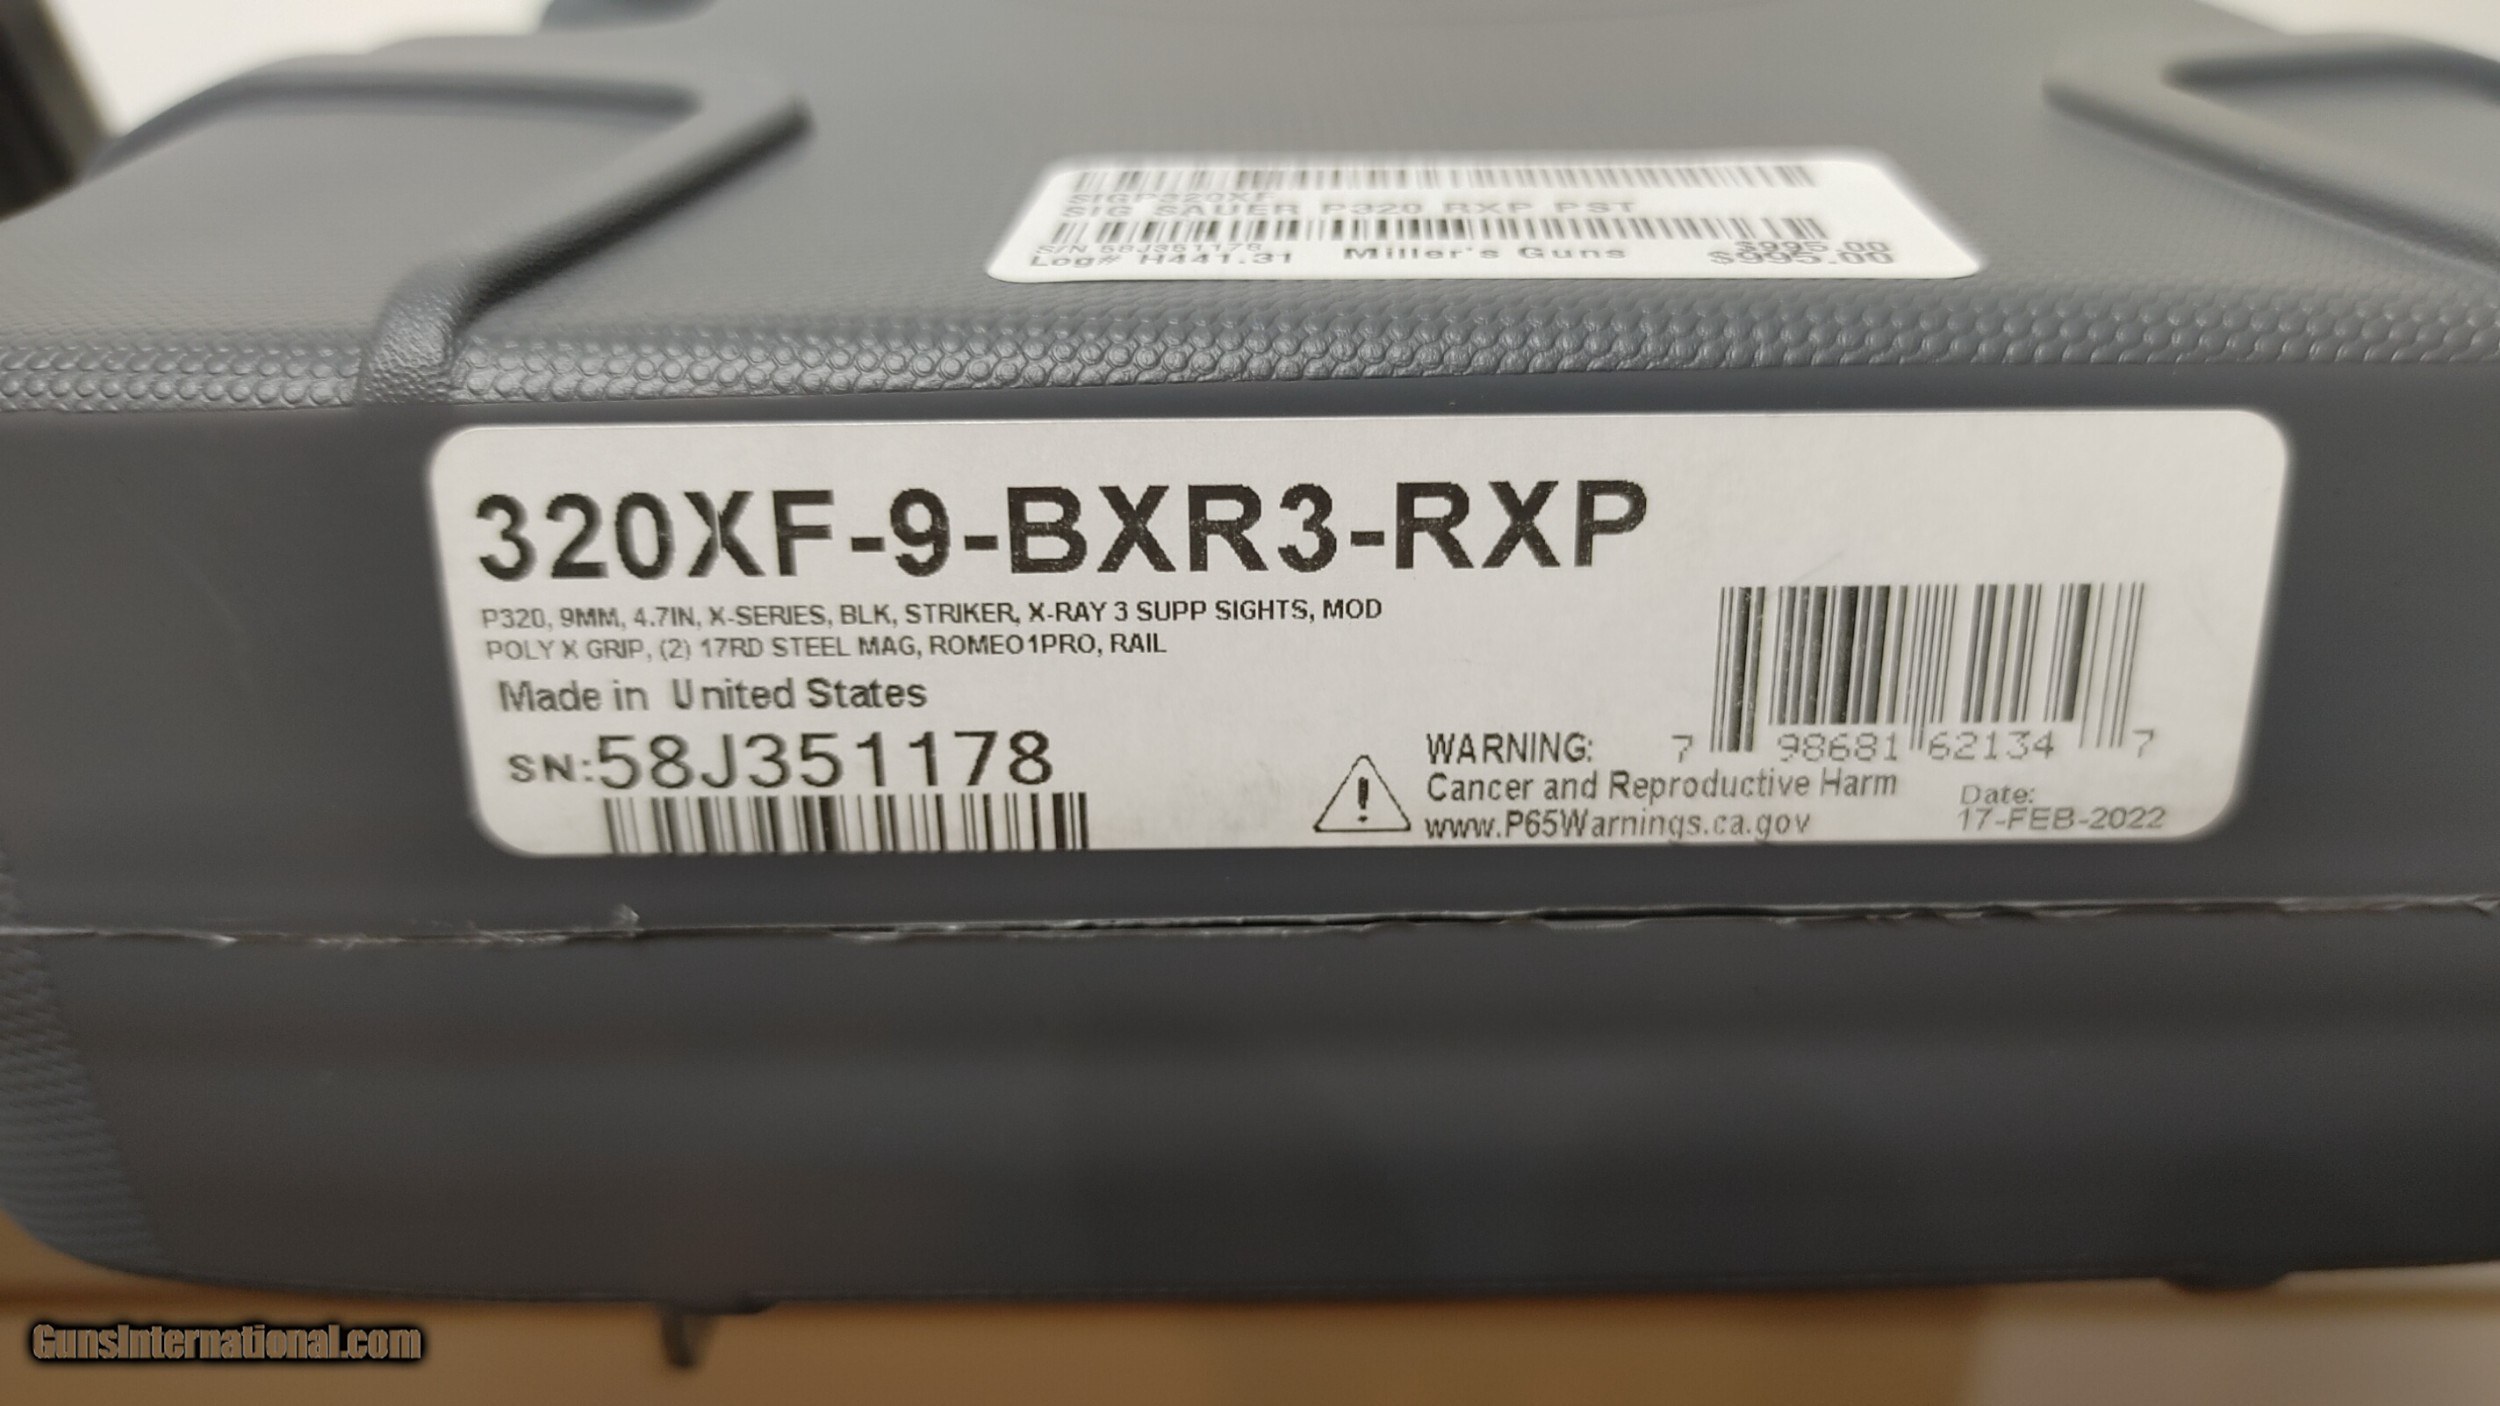 SIGP320XF
SIG SAUER P320 RXP PST
S/N 58J351178
Log# H441.31 Miller's Guns $995.00
$995.00
320XF-9-BXR3-RXP
P320, 9MM, 4.7IN, X-SERIES, BLK, STRIKER, X-RAY 3 SUPP SIGHTS, MOD
POLY X GRIP, (2) 17RD STEEL MAG, ROMEO1PRO, RAIL
Made in United States
SN:58J351178
7 98681 62134 7
WARNING:
Cancer and Reproductive Harm
www.P65Warnings.ca.gov
Date:
17-FEB-2022
GunsInternational.com